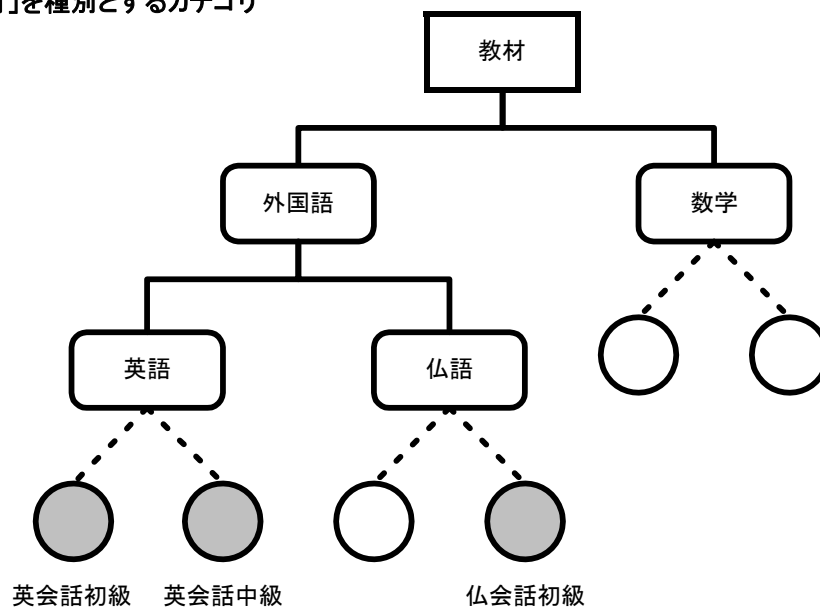 」を種別とするカテゴリ
教材
外国語
数学
英語
仏語
英会話初級
英会話中級
仏会話初級